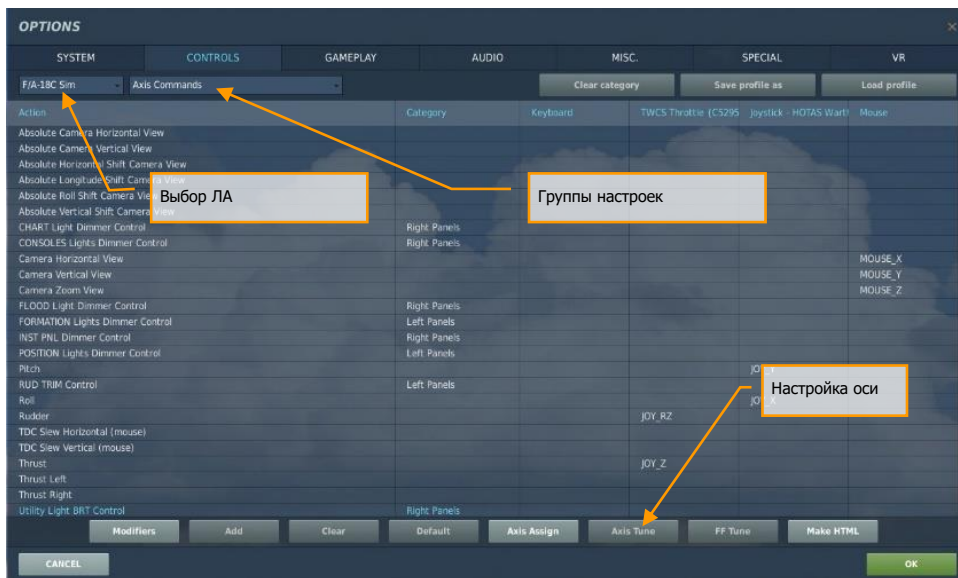 OPTIONS
SYSTEM CONTROLS GAMEPLAY AUDIO MISC. SPECIAL VR
F/A-18C Sim Axis Commands Clear category Save profile as Load profile
Action Category Keyboard TWCS Throttle {C5295 Joystick - HOTAS Wart Mouse
Absolute Camera Horizontal View
Absolute Camera Vertical View
Absolute Horizontal Shift Camera View
Absolute Longitude Shift Camera View
Absolute Roll Shift Camera View
Absolute Vertical Shift Camera View
Выбор ЛА
Группы настроек
CHART Light Dimmer Control Right Panels
CONSOLES Lights Dimmer Control Right Panels
Camera Horizontal View MOUSE_X
Camera Vertical View MOUSE_Y
Camera Zoom View MOUSE_Z
FLOOD Light Dimmer Control Right Panels
FORMATION Lights Dimmer Control Left Panels
INST PNL Dimmer Control Right Panels
POSITION Lights Dimmer Control Left Panels
Pitch JOY_Y
RUD TRIM Control Left Panels
Настройка оси
Roll JOY_X
Rudder JOY_RZ
TDC Slew Horizontal (mouse)
TDC Slew Vertical (mouse)
Thrust JOY_Z
Thrust Left
Thrust Right
Utility Light BRT Control Right Panels
Modifiers Add Clear Default Axis Assign Axis Tune FF Tune Make HTML
CANCEL OK